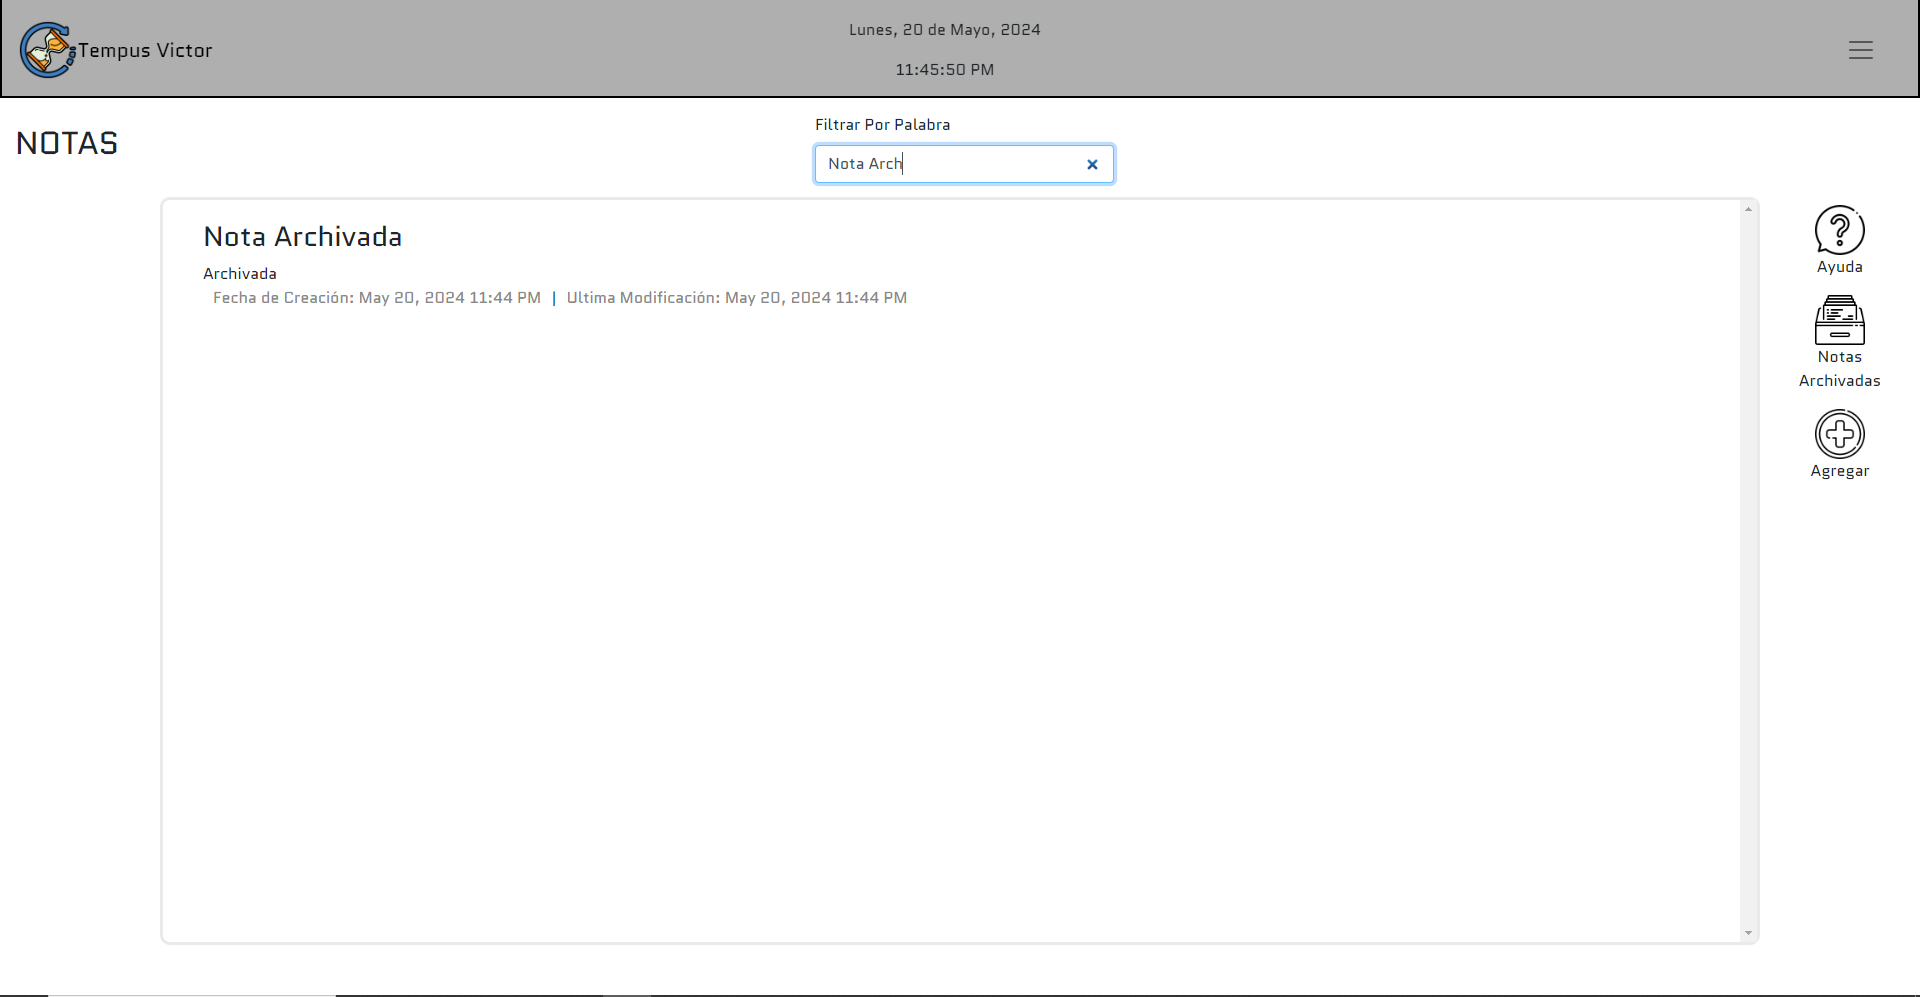 Tempus Victor
Lunes, 20 de Mayo, 2024
11:45:50 PM
NOTAS
Filtrar Por Palabra
Nota Arch
Nota Archivada
Archivada
Fecha de Creación: May 20, 2024 11:44 PM | Ultima Modificación: May 20, 2024 11:44 PM
Ayuda
Notas
Archivadas
Agregar